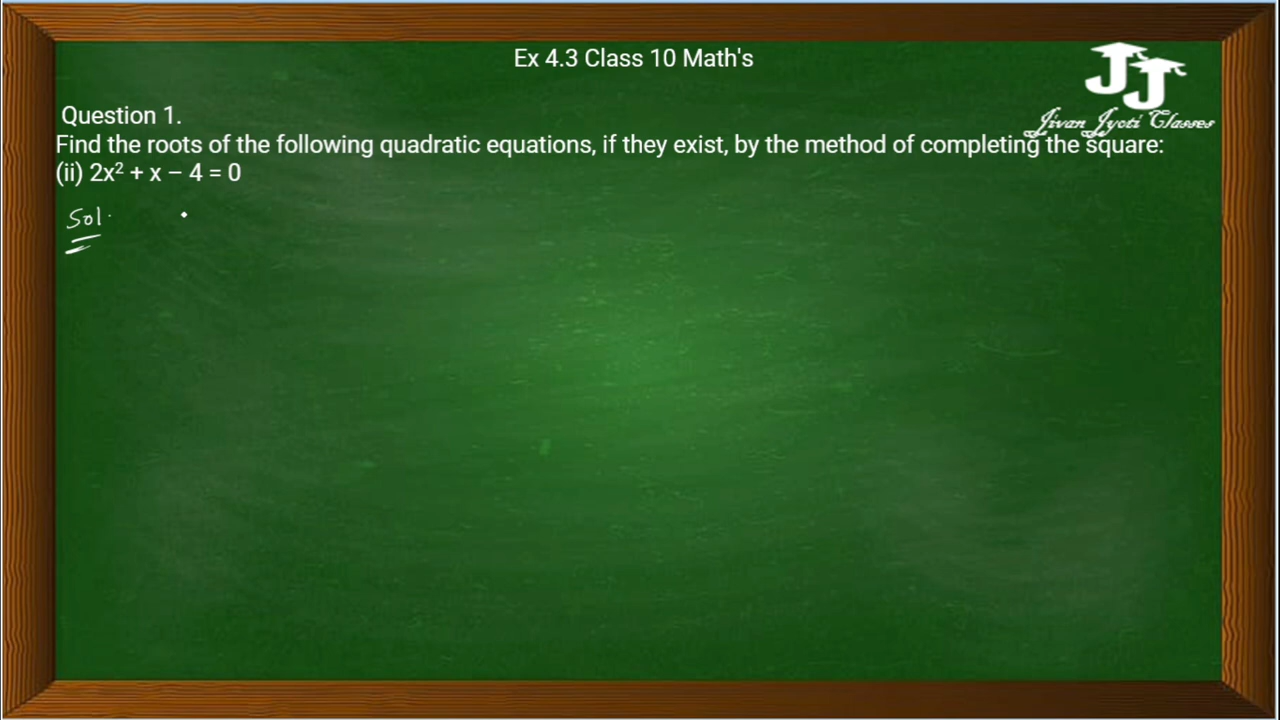 Ex 4.3 Class 10 Math's
JJ
Jivan Jyoti Classes
Question 1.
Find the roots of the following quadratic equations, if they exist, by the method of completing the square:
(ii) 2x² + x – 4 = 0
Sol.